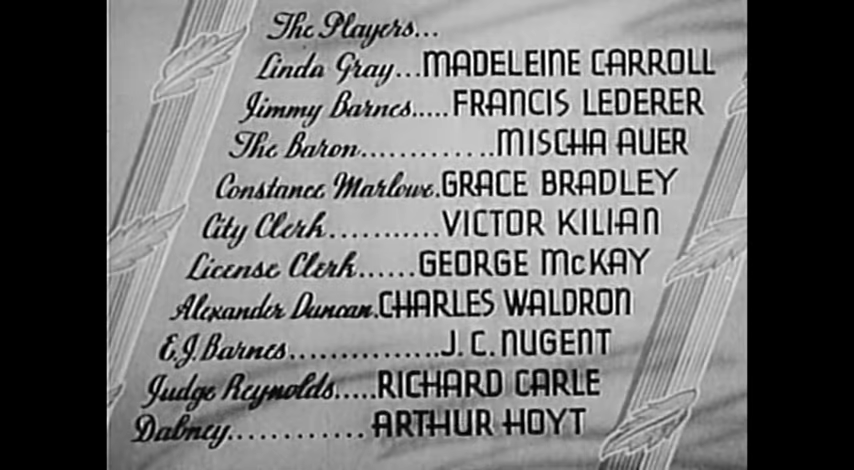 The Players...
Linda Gray...MADELEINE CARROLL
Jimmy Barnes.....FRANCIS LEDERER
The Baron.............MISCHA AUER
Constance Marlowe.GRACE BRADLEY
City Clerk...........VICTOR KILIAN
License Clerk......GEORGE McKAY
Alexander Duncan.CHARLES WALDRON
E.J.Barnes...............J.C.NUGENT
Judge Reynolds.....RICHARD CARLE
Dabney............ARTHUR HOYT